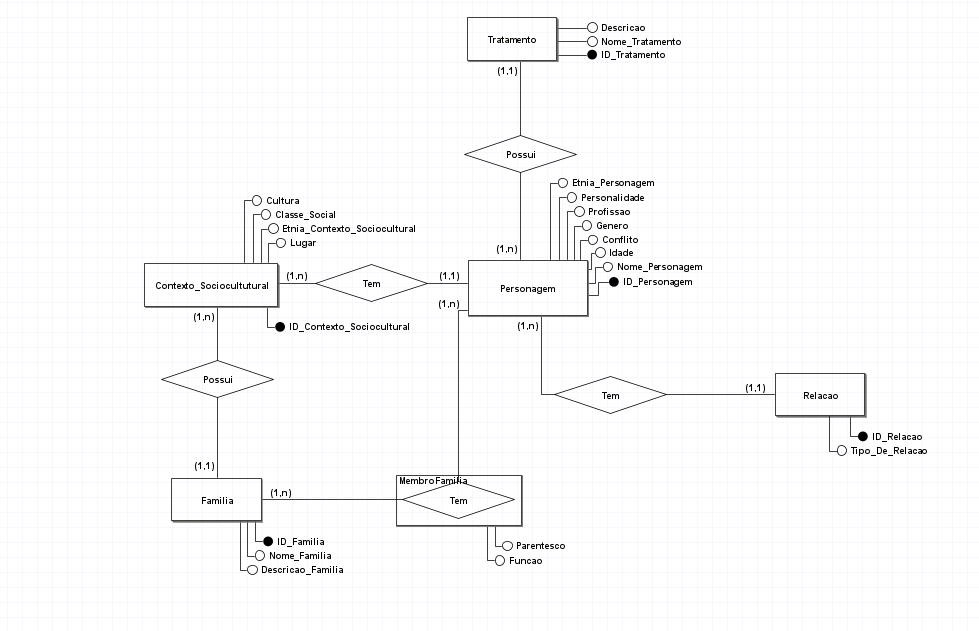 Descricao
Nome_Tratamento
ID_Tratamento
Tratamento
(1,1)
Possui
(1,n)
Etnia_Personagem
Personalidade
Profissao
Genero
Conflito
Idade
Nome_Personagem
ID_Personagem
Personagem
Cultura
Classe_Social
Etnia_Contexto_Sociocultural
Lugar
Contexto_Sociocultutural
(1,n)
Tem
(1,1)
(1,n)
(1,n)
(1,n)
ID_Contexto_Sociocultural
Possui
(1,1)
Tem
(1,1)
Relacao
ID_Relacao
Tipo_De_Relacao
Familia
(1,n)
MembroFamilia
Tem
ID_Familia
Nome_Familia
Descricao_Familia
Parentesco
Funcao